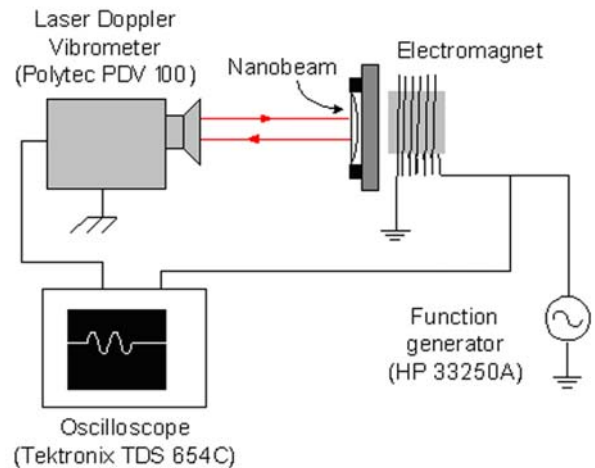 Laser Doppler
Vibrometer
(Polytec PDV 100)
Nanobeam
Electromagnet
Function
generator
(HP 33250A)
Oscilloscope
(Tektronix TDS 654C)